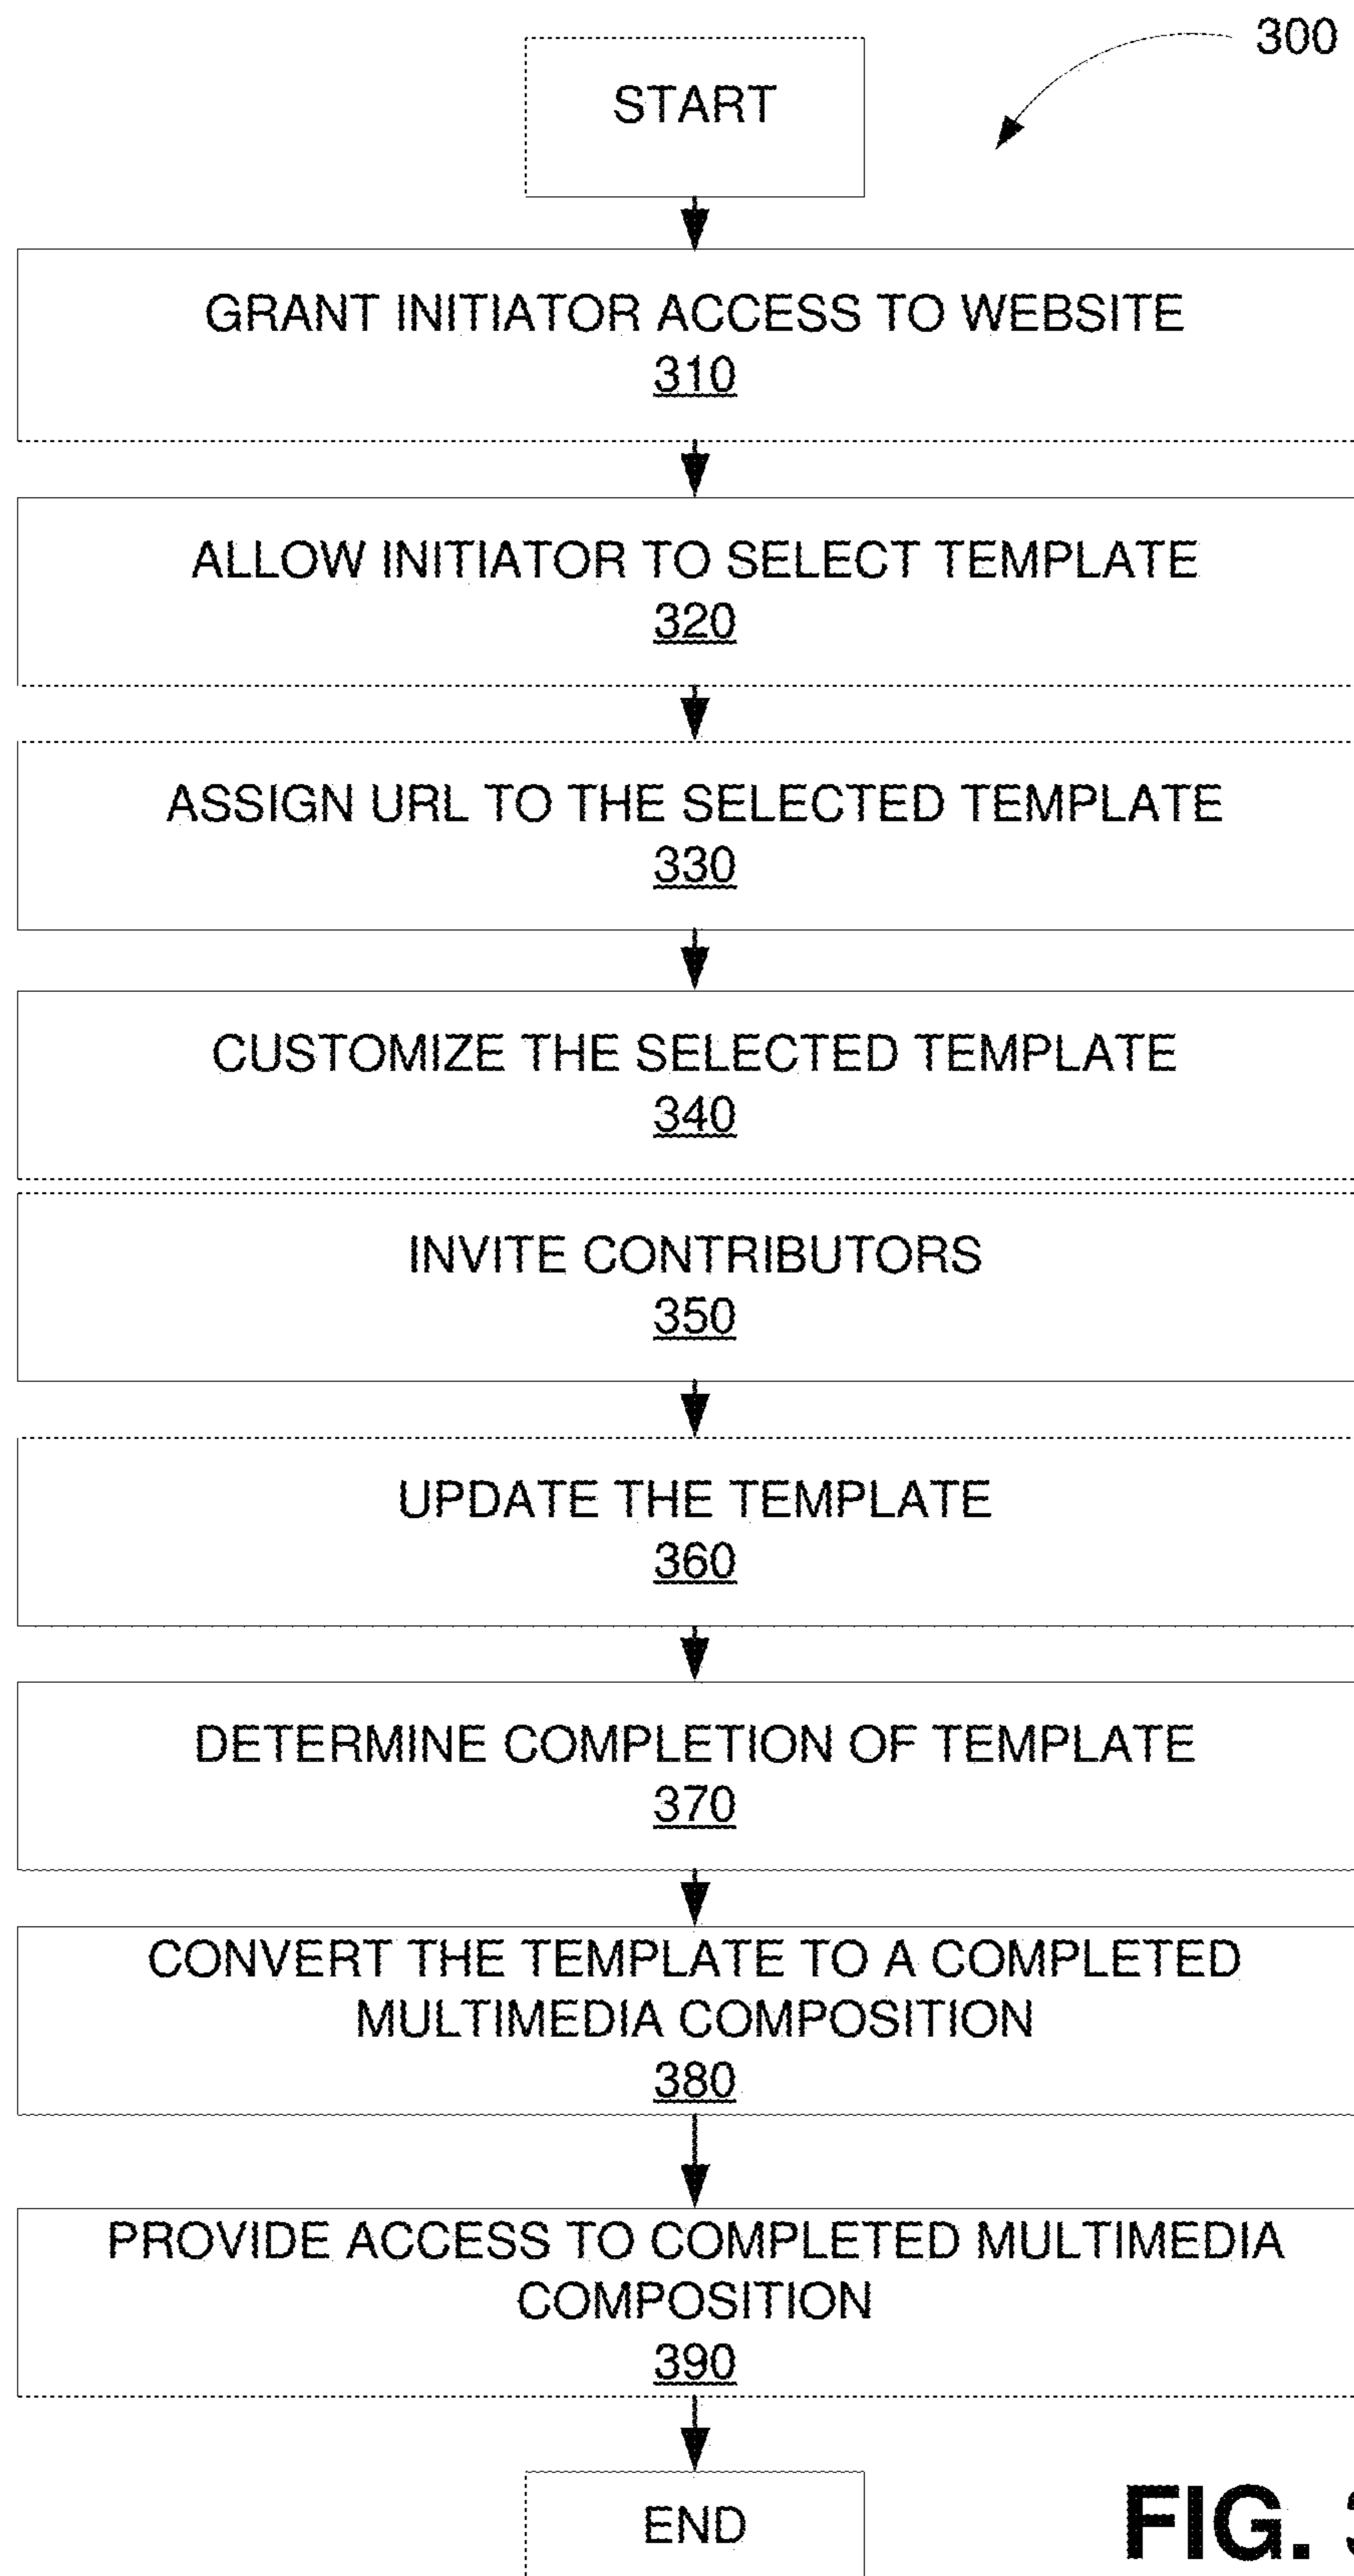 300
START
GRANT INITIATOR ACCESS TO WEBSITE
310
ALLOW INITIATOR TO SELECT TEMPLATE
320
ASSIGN URL TO THE SELECTED TEMPLATE
330
CUSTOMIZE THE SELECTED TEMPLATE
340
INVITE CONTRIBUTORS
350
UPDATE THE TEMPLATE
360
DETERMINE COMPLETION OF TEMPLATE
370
CONVERT THE TEMPLATE TO A COMPLETED
MULTIMEDIA COMPOSITION
380
PROVIDE ACCESS TO COMPLETED MULTIMEDIA
COMPOSITION
390
END
FIG.